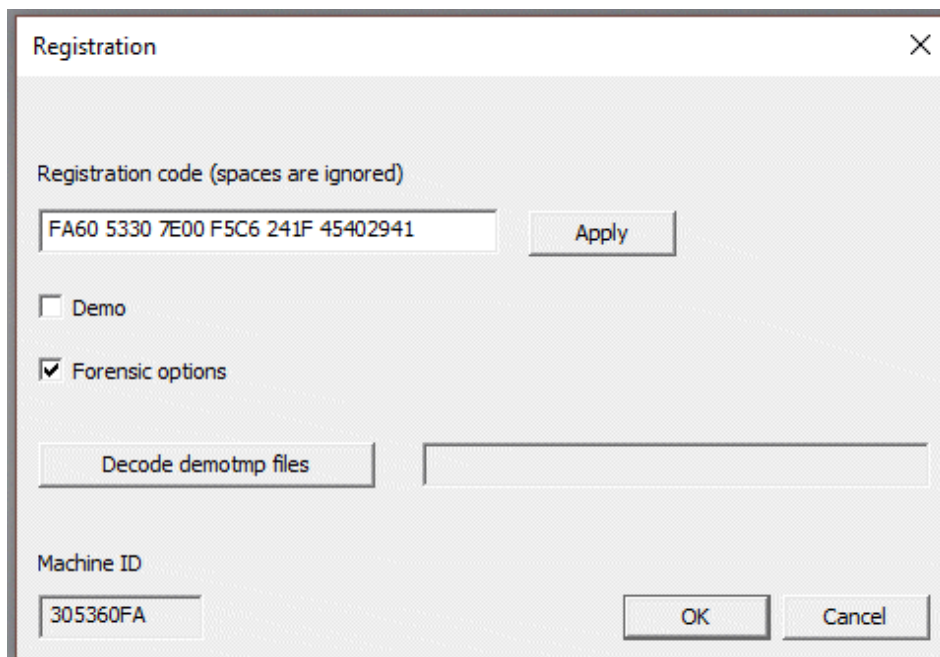 Registration
Registration code (spaces are ignored)
FA60 5330 7E00 F5C6 241F 45402941
Apply
Demo
Forensic options
Decode demotmp files
Machine ID
305360FA
OK
Cancel